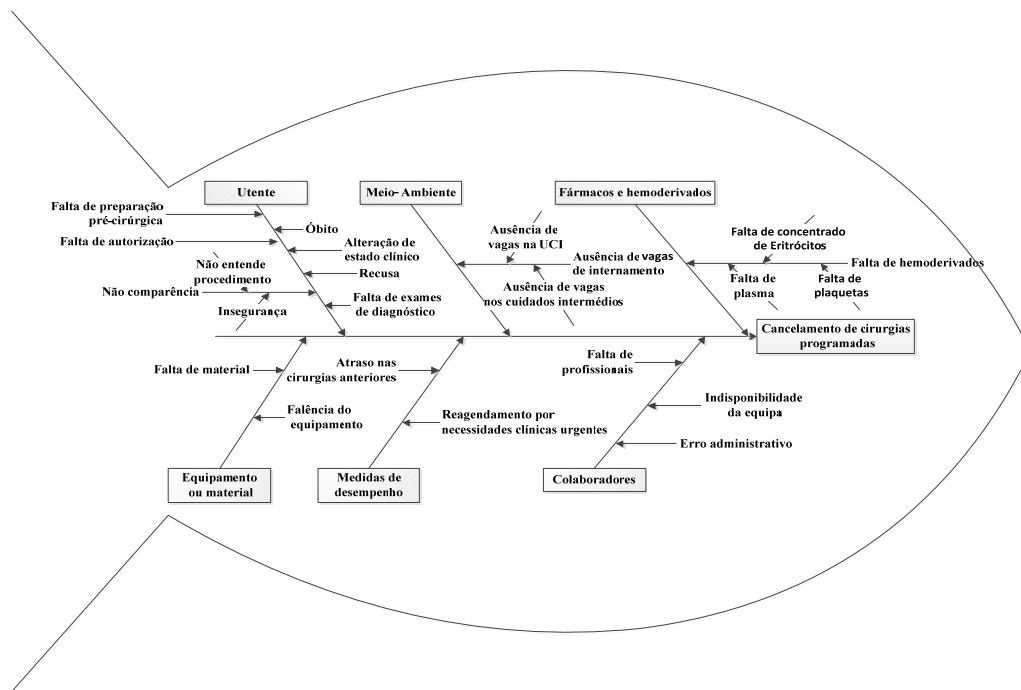 Utente
Meio- Ambiente
Fármacos e hemoderivados
Falta de preparação
pré-cirúrgica
Óbito
Falta de autorização
Alteração de
estado clínico
Não entende
procedimento
Recusa
Não comparência
Insegurança
Falta de exames
de diagnóstico
Ausência de
vagas na UCI
Ausência de vagas
de internamento
Ausência de vagas
nos cuidados intermédios
Falta de concentrado
de Eritrócitos
Falta de hemoderivados
Falta de
plasma
Falta de
plaquetas
Cancelamento de cirurgias
programadas
Falta de material
Falência do
equipamento
Atraso nas
cirurgias anteriores
Reagendamento por
necessidades clínicas urgentes
Falta de
profissionais
Indisponibilidade
da equipa
Erro administrativo
Equipamento
ou material
Medidas de
desempenho
Colaboradores